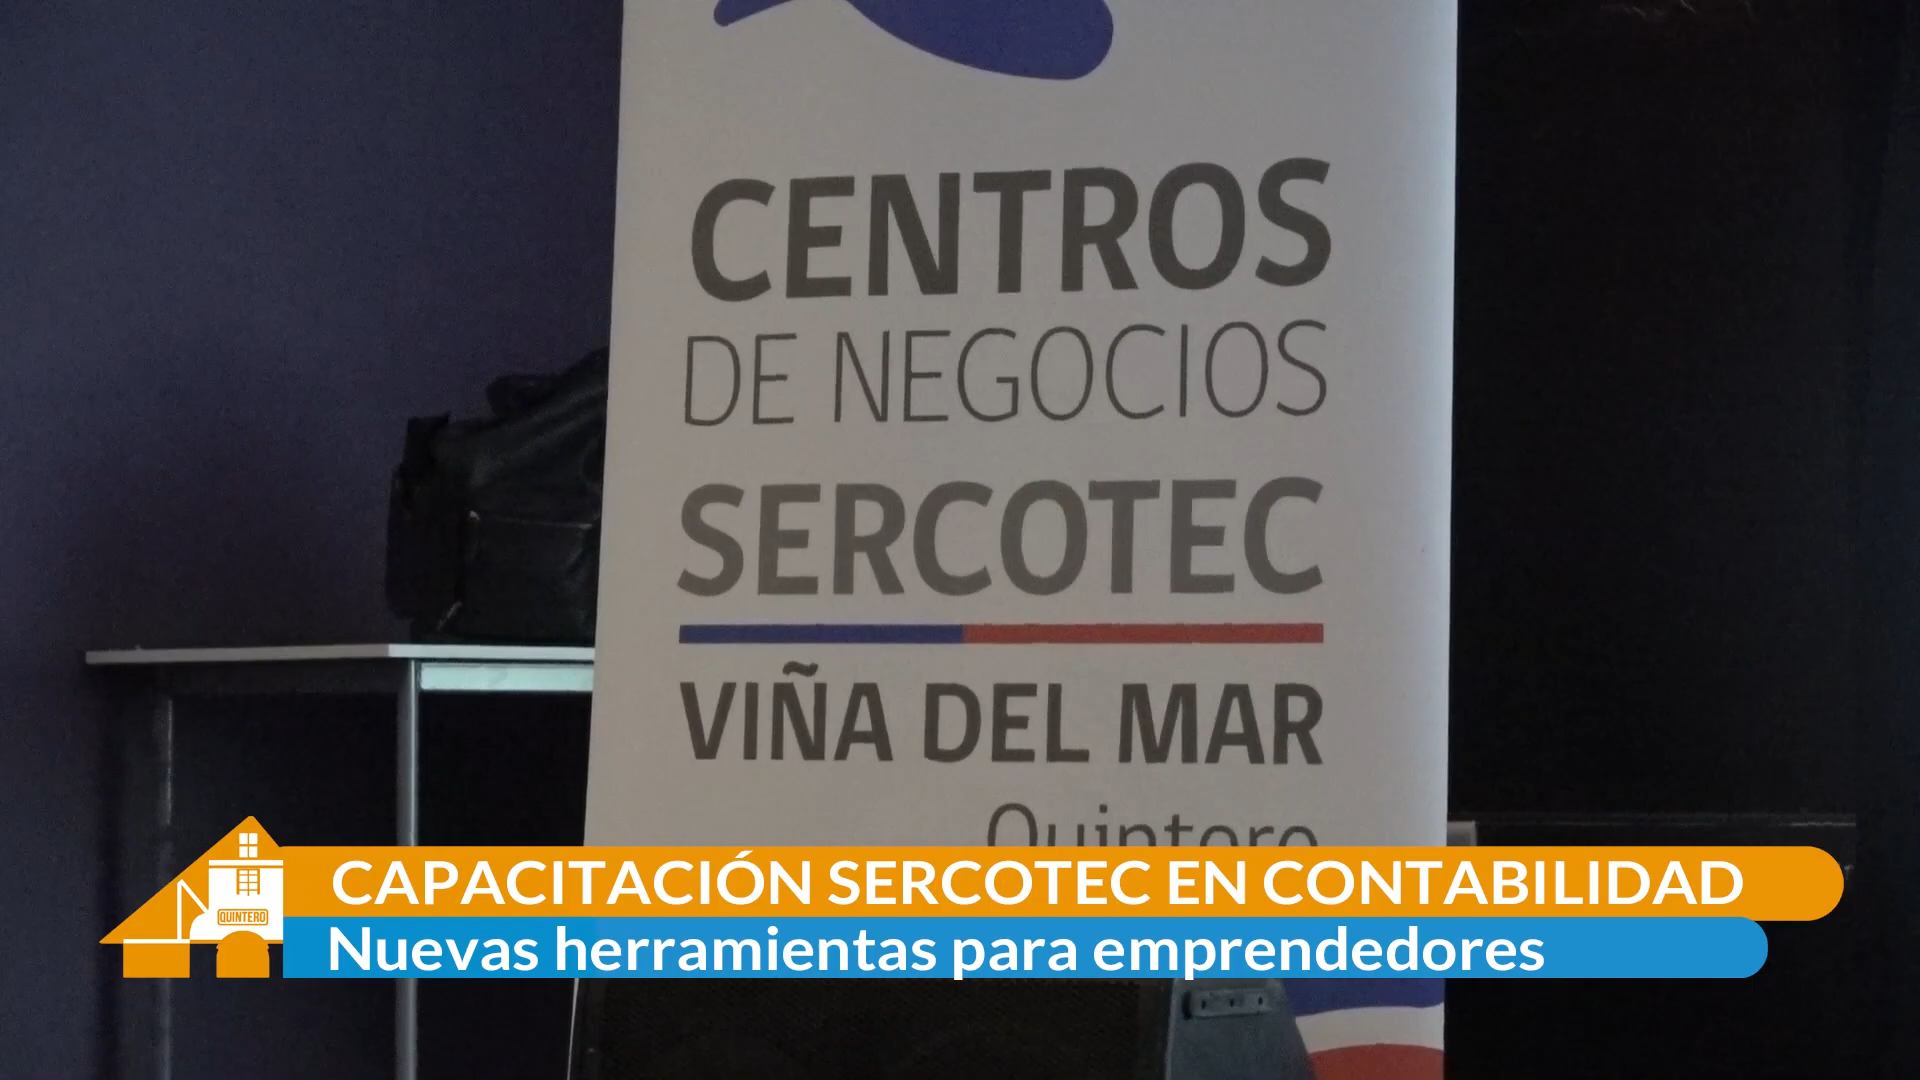 CENTROS
DE NEGOCIOS
SERCOTEC
VIÑA DEL MAR
Quintero
QUINTERO
CAPACITACIÓN SERCOTEC EN CONTABILIDAD
Nuevas herramientas para emprendedores